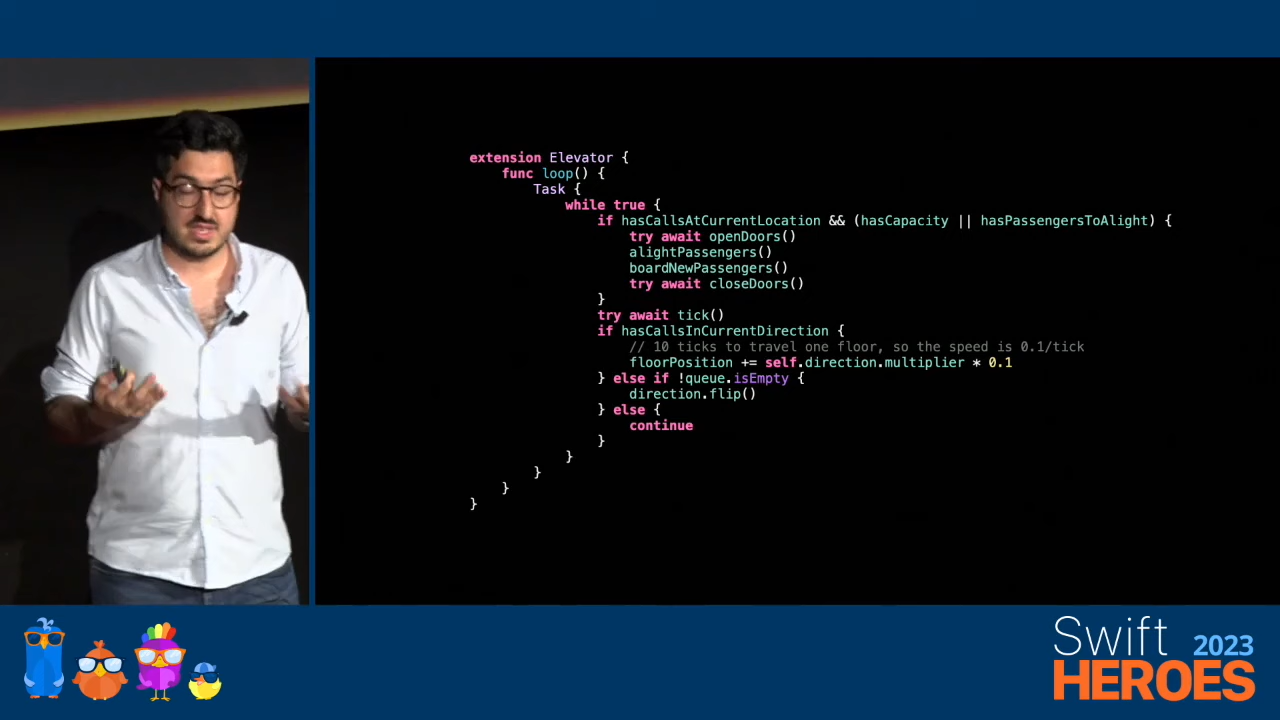 extension Elevator {
func loop() {
Task {
while true {
if hasCallsAtCurrentLocation && (hasCapacity || hasPassengersToAlight) {
try await openDoors()
alightPassengers()
boardNewPassengers()
try await closeDoors()
}
try await tick()
if hasCallsInCurrentDirection {
// 10 ticks to travel one floor, so the speed is 0.1/tick
floorPosition += self.direction.multiplier * 0.1
} else if !queue.isEmpty {
direction.flip()
} else {
continue
}
}
}
}
}
Swift 2023
HEROES